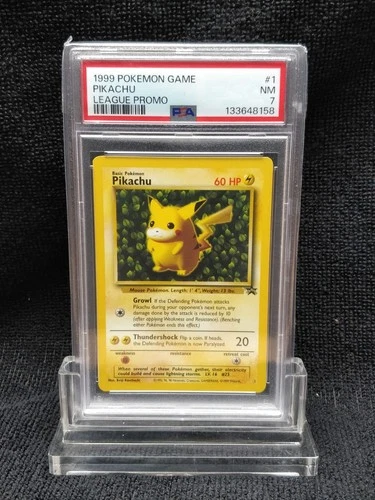 1999 POKEMON GAME #1
PIKACHU NM
LEAGUE PROMO PSA 7
133648158
Basic Pokémon
Pikachu 60 HP
Mouse Pokémon. Length: 1' 4", Weight: 13 lbs.
Growl If the Defending Pokémon attacks
Pikachu during your opponent's next turn, any
damage done by the attack is reduced by 10
(after applying Weakness and Resistance). (Benching
either Pokémon ends this effect.)
Thundershock Flip a coin. If heads,
the Defending Pokémon is now Paralyzed. 20
weakness resistance retreat cost
When several of these Pokémon gather, their electricity
could build and cause lightning storms. LV. 16 #25